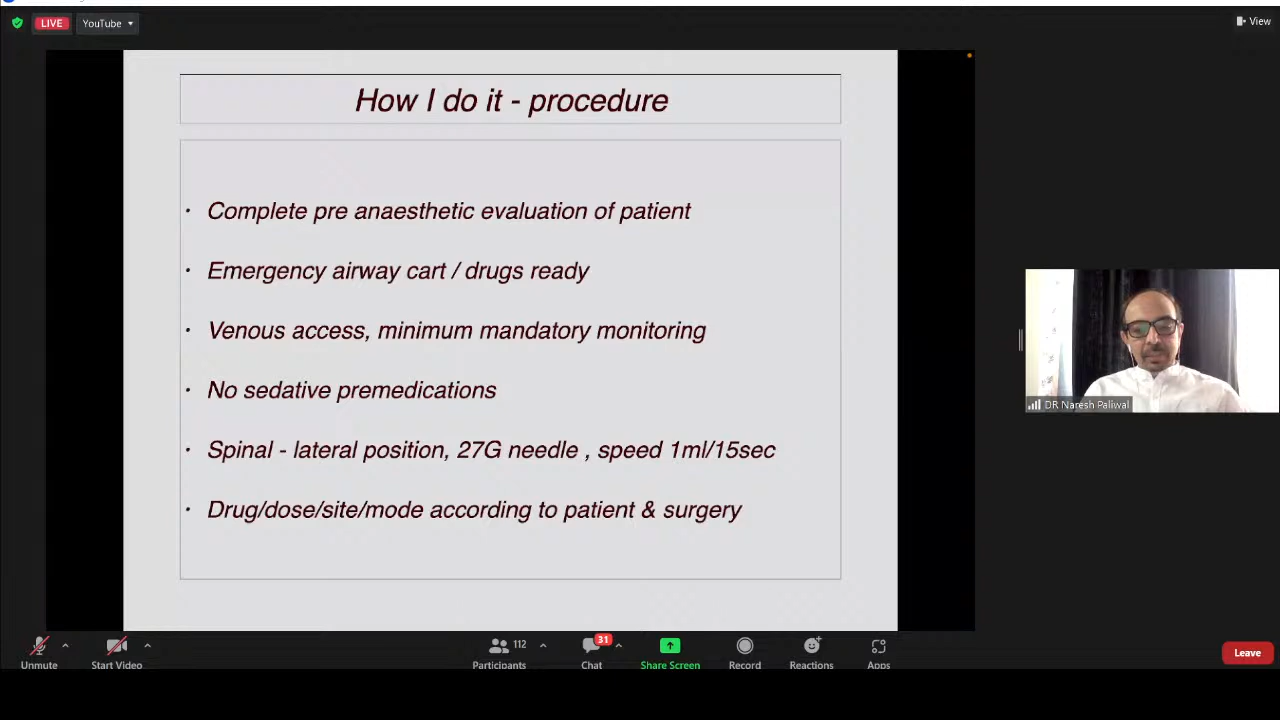 LIVE
YouTube
View
How I do it - procedure
· Complete pre anaesthetic evaluation of patient
· Emergency airway cart / drugs ready
· Venous access, minimum mandatory monitoring
· No sedative premedications
· Spinal - lateral position, 27G needle , speed 1ml/15sec
· Drug/dose/site/mode according to patient & surgery
DR Naresh Paliwal
Unmute
Start Video
112
Participants
31
Chat
Share Screen
Record
Reactions
Apps
Leave